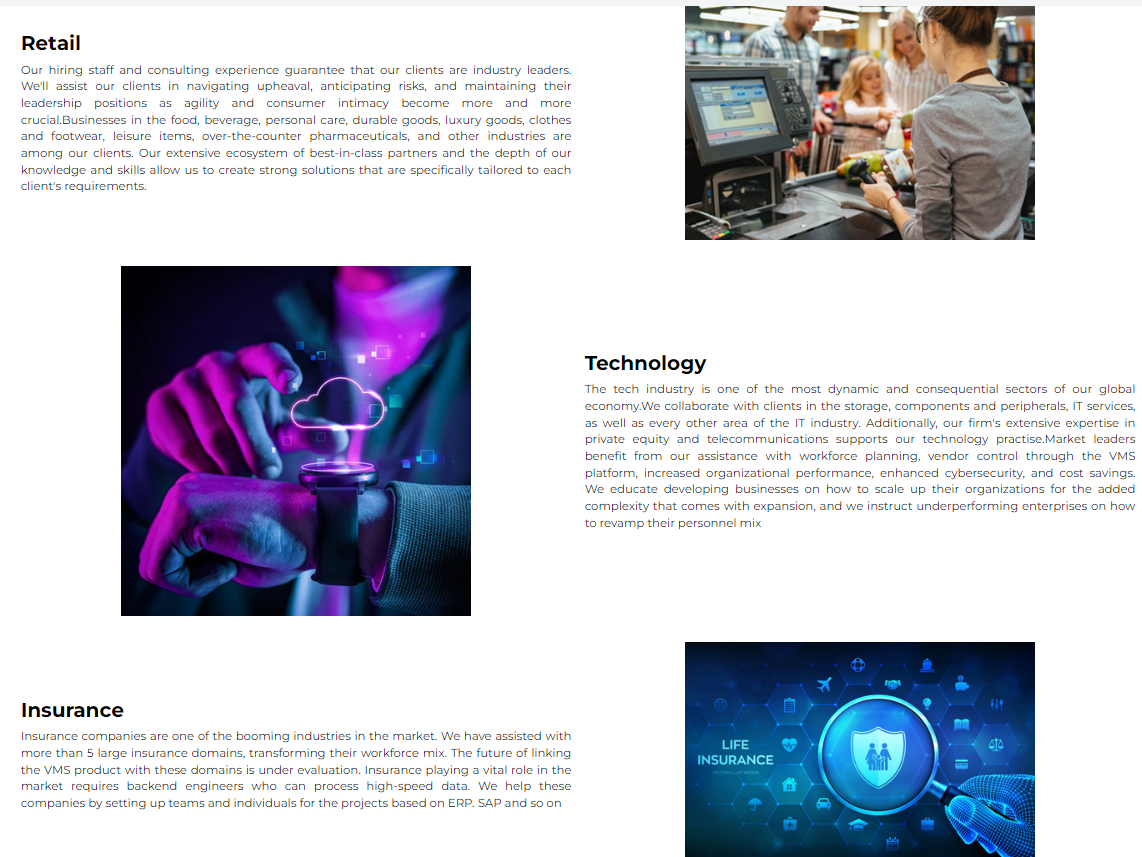 Retail
Our hiring staff and consulting experience guarantee that our clients are industry leaders.
We'll assist our clients in navigating upheaval, anticipating risks, and maintaining their
leadership positions as agility and consumer intimacy become more and more
crucial.Businesses in the food, beverage, personal care, durable goods, luxury goods, clothes
and footwear, leisure items, over-the-counter pharmaceuticals, and other industries are
among our clients. Our extensive ecosystem of best-in-class partners and the depth of our
knowledge and skills allow us to create strong solutions that are specifically tailored to each
client's requirements.
Technology
The tech industry is one of the most dynamic and consequential sectors of our global
economy.We collaborate with clients in the storage, components and peripherals, IT services,
as well as every other area of the IT industry. Additionally, our firm's extensive expertise in
private equity and telecommunications supports our technology practise.Market leaders
benefit from our assistance with workforce planning, vendor control through the VMS
platform, increased organizational performance, enhanced cybersecurity, and cost savings.
We educate developing businesses on how to scale up their organizations for the added
complexity that comes with expansion, and we instruct underperforming enterprises on how
to revamp their personnel mix
Insurance
Insurance companies are one of the booming industries in the market. We have assisted with
more than 5 large insurance domains, transforming their workforce mix. The future of linking
the VMS product with these domains is under evaluation. Insurance playing a vital role in the
market requires backend engineers who can process high-speed data. We help these
companies by setting up teams and individuals for the projects based on ERP. SAP and so on
LIFE
INSURANCE
VECTOR ILLUSTRATION